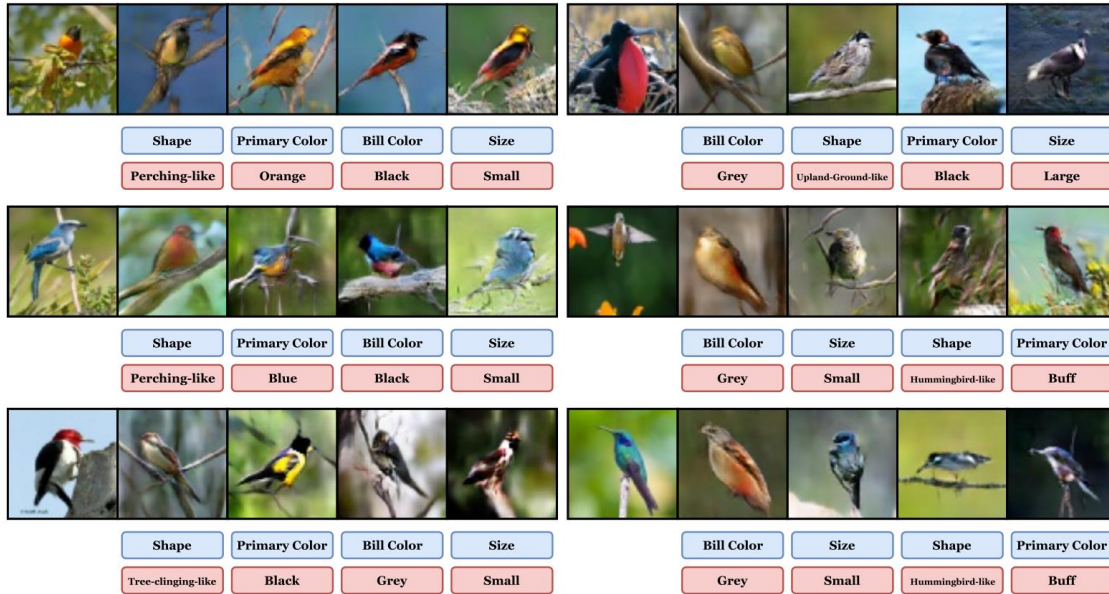 Shape Primary Color Bill Color Size
Perching-like Orange Black Small
Bill Color Shape Primary Color Size
Grey Upland-Ground-like Black Large
Shape Primary Color Bill Color Size
Perching-like Blue Black Small
Bill Color Size Shape Primary Color
Grey Small Hummingbird-like Buff
Shape Primary Color Bill Color Size
Tree-clinging-like Black Grey Small
Bill Color Size Shape Primary Color
Grey Small Hummingbird-like Buff